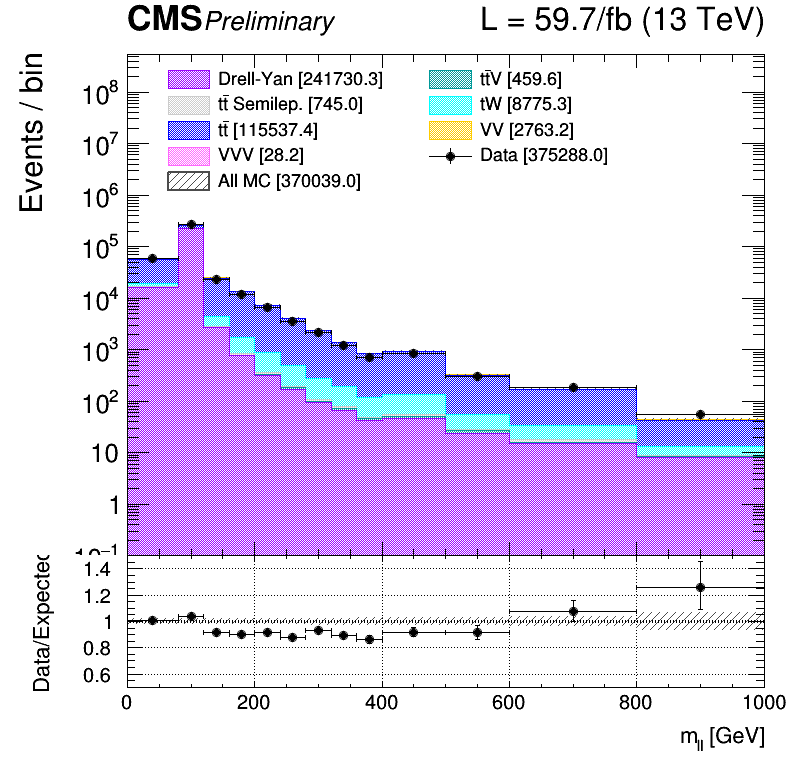 CMS Preliminary L = 59.7/fb (13 TeV)
Events / bin
Drell-Yan [241730.3]
tt̄ Semilep. [745.0]
tt̄ [115537.4]
VVV [28.2]
All MC [370039.0]
tt̄V [459.6]
tW [8775.3]
VV [2763.2]
Data [375288.0]
10⁸
10⁷
10⁶
10⁵
10⁴
10³
10²
10
1
10⁻¹
Data/Expected
1.4
1.2
1
0.8
0.6
0 200 400 600 800 1000
m_ll [GeV]